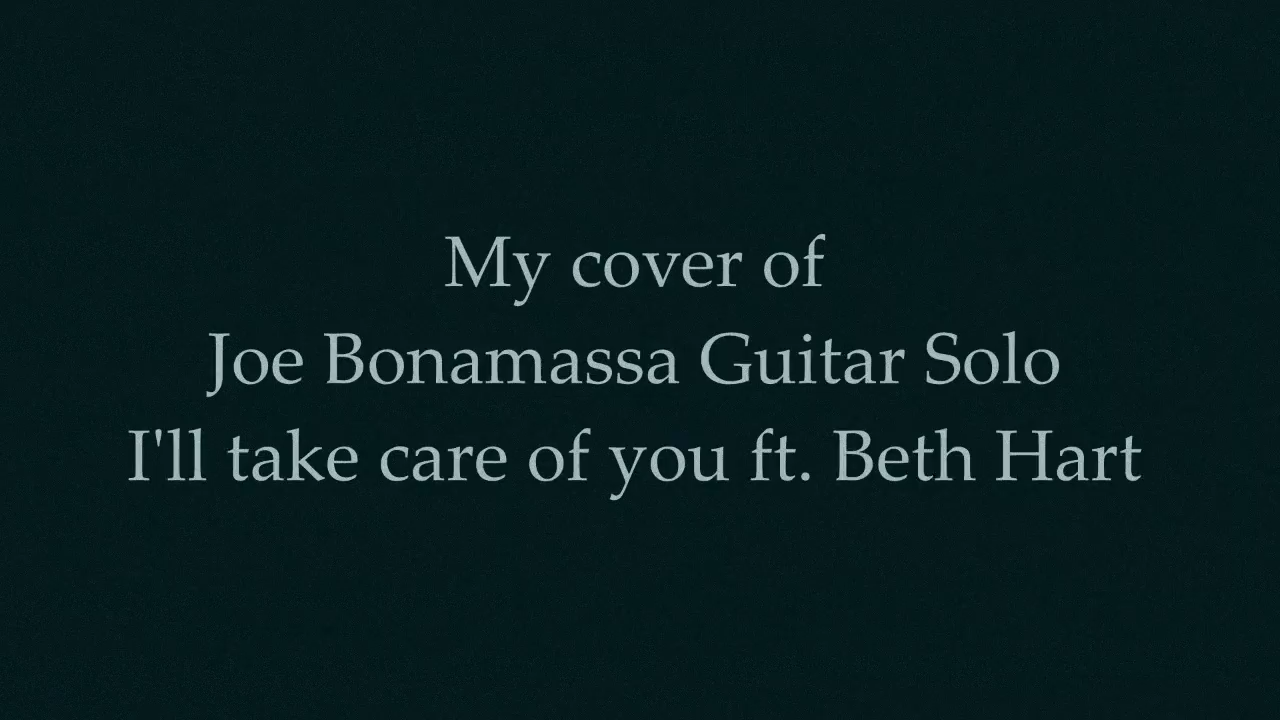 My cover of
Joe Bonamassa Guitar Solo
I'll take care of you ft. Beth Hart